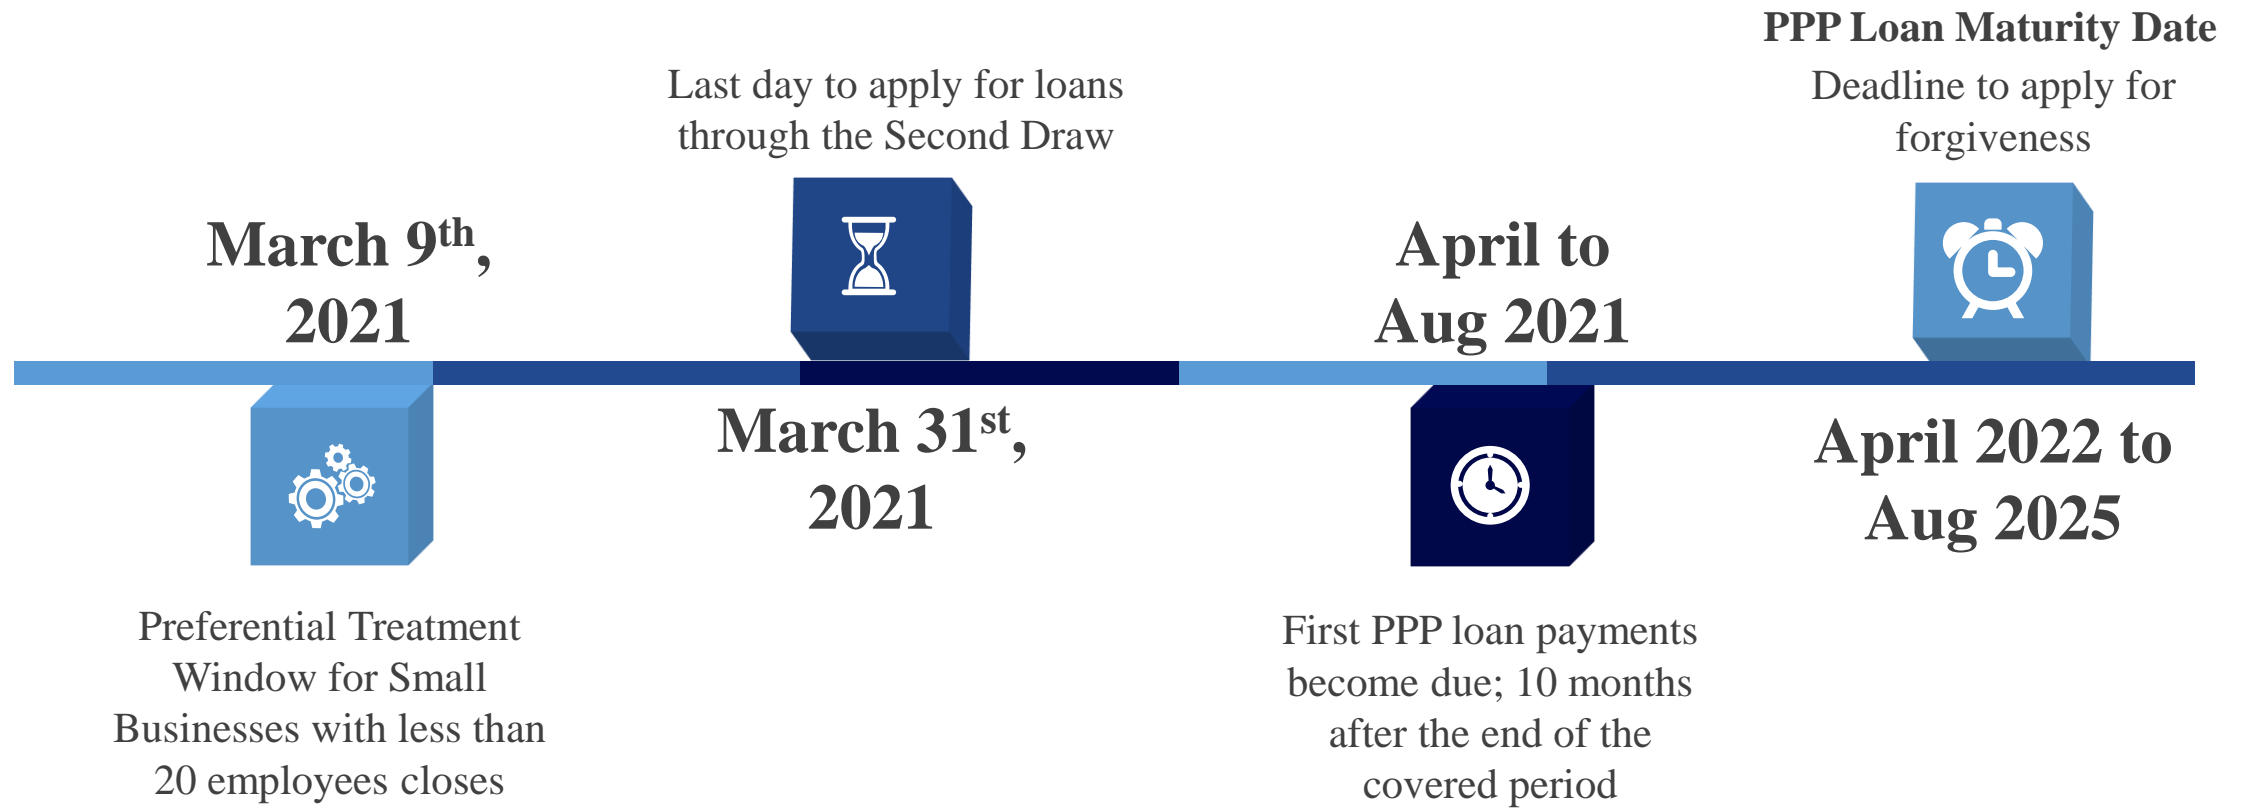 March 9th,
2021
Preferential Treatment
Window for Small
Businesses with less than
20 employees closes
Last day to apply for loans
through the Second Draw
March 31st,
2021
April to
Aug 2021
First PPP loan payments
become due; 10 months
after the end of the
covered period
PPP Loan Maturity Date
Deadline to apply for
forgiveness
April 2022 to
Aug 2025